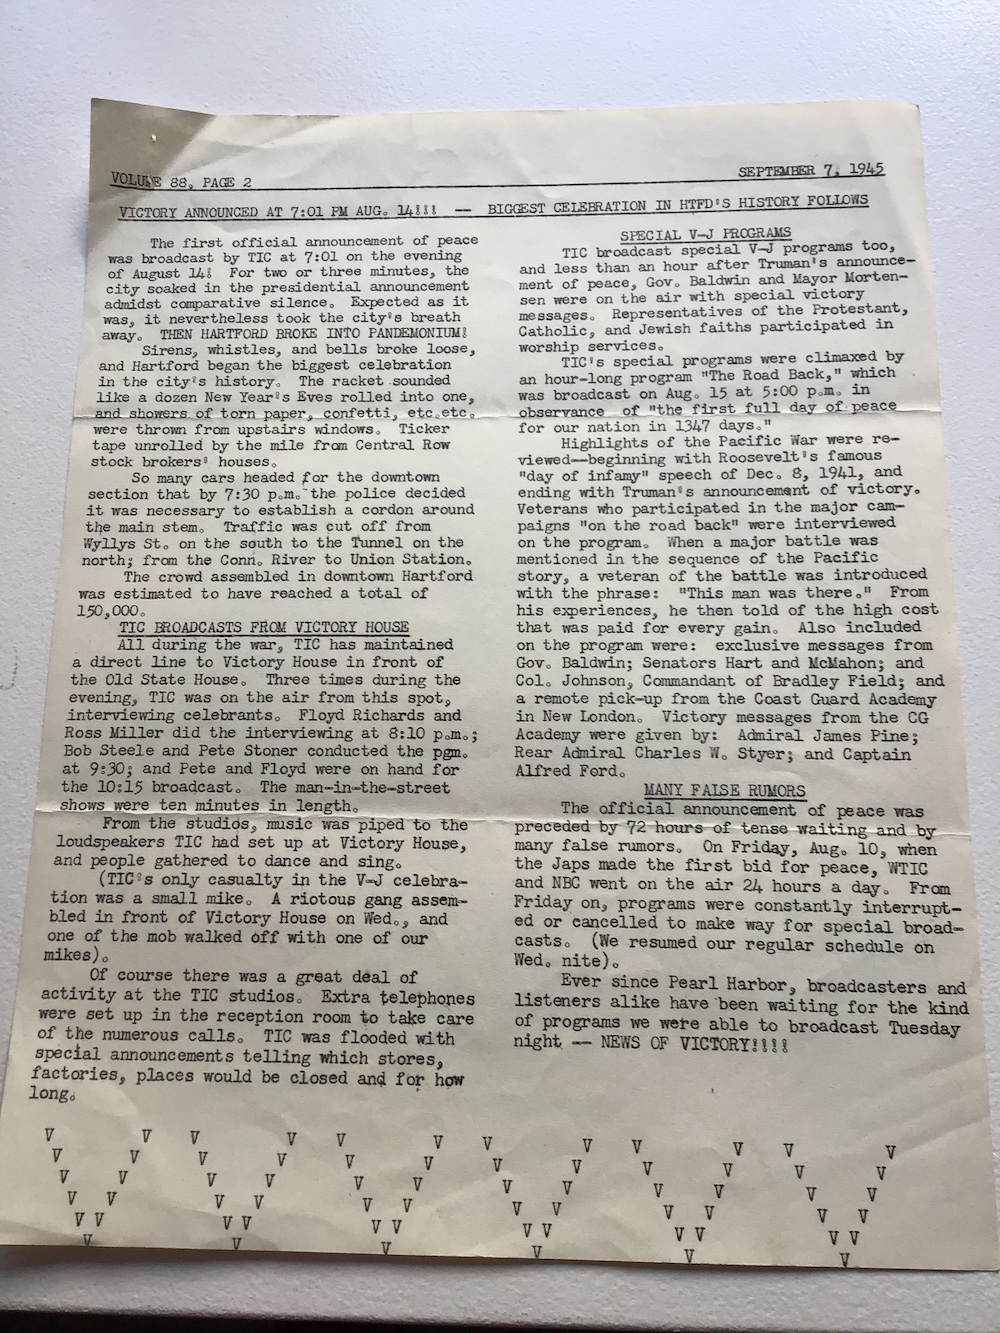 VOLUME 88, PAGE 2
SEPTEMBER 7, 1945
VICTORY ANNOUNCED AT 7:01 PM AUG. 14!!! -- BIGGEST CELEBRATION IN HTFD'S HISTORY FOLLOWS
The first official announcement of peace
was broadcast by TIC at 7:01 on the evening
of August 14! For two or three minutes, the
city soaked in the presidential announcement
admidst comparative silence. Expected as it
was, it nevertheless took the city's breath
away. THEN HARTFORD BROKE INTO PANDEMONIUM!
Sirens, whistles, and bells broke loose,
and Hartford began the biggest celebration
in the city's history. The racket sounded
like a dozen New Year's Eves rolled into one,
and showers of torn paper, confetti, etc.etc.
were thrown from upstairs windows. Ticker
tape unrolled by the mile from Central Row
stock brokers' houses.
So many cars headed for the downtown
section that by 7:30 p.m. the police decided
it was necessary to establish a cordon around
the main stem. Traffic was cut off from
Wyllys St. on the south to the Tunnel on the
north; from the Conn. River to Union Station.
The crowd assembled in downtown Hartford
was estimated to have reached a total of
150,000.
TIC BROADCASTS FROM VICTORY HOUSE
All during the war, TIC has maintained
a direct line to Victory House in front of
the Old State House. Three times during the
evening, TIC was on the air from this spot,
interviewing celebrants. Floyd Richards and
Ross Miller did the interviewing at 8:10 p.m.;
Bob Steele and Pete Stoner conducted the pgm.
at 9:30; and Pete and Floyd were on hand for
the 10:15 broadcast. The man-in-the-street
shows were ten minutes in length.
From the studios, music was piped to the
loudspeakers TIC had set up at Victory House,
and people gathered to dance and sing.
(TIC's only casualty in the V-J celebra-
tion was a small mike. A riotous gang assem-
bled in front of Victory House on Wed., and
one of the mob walked off with one of our
mikes).
Of course there was a great deal of
activity at the TIC studios. Extra telephones
were set up in the reception room to take care
of the numerous calls. TIC was flooded with
special announcements telling which stores,
factories, places would be closed and for how
long.
SPECIAL V-J PROGRAMS
TIC broadcast special V-J programs too,
and less than an hour after Truman's announce-
ment of peace, Gov. Baldwin and Mayor Morten-
sen were on the air with special victory
messages. Representatives of the Protestant,
Catholic, and Jewish faiths participated in
worship services.
TIC's special programs were climaxed by
an hour-long program "The Road Back," which
was broadcast on Aug. 15 at 5:00 p.m. in
observance of "the first full day of peace
for our nation in 1347 days."
Highlights of the Pacific War were re-
viewed--beginning with Roosevelt's famous
"day of infamy" speech of Dec. 8, 1941, and
ending with Truman's announcement of victory.
Veterans who participated in the major cam-
paigns "on the road back" were interviewed
on the program. When a major battle was
mentioned in the sequence of the Pacific
story, a veteran of the battle was introduced
with the phrase: "This man was there." From
his experiences, he then told of the high cost
that was paid for every gain. Also included
on the program were: exclusive messages from
Gov. Baldwin; Senators Hart and McMahon; and
Col. Johnson, Commandant of Bradley Field; and
a remote pick-up from the Coast Guard Academy
in New London. Victory messages from the CG
Academy were given by: Admiral James Pine;
Rear Admiral Charles W. Styer; and Captain
Alfred Ford.
MANY FALSE RUMORS
The official announcement of peace was
preceded by 72 hours of tense waiting and by
many false rumors. On Friday, Aug. 10, when
the Japs made the first bid for peace, WTIC
and NBC went on the air 24 hours a day. From
Friday on, programs were constantly interrupt-
ed or cancelled to make way for special broad-
casts. (We resumed our regular schedule on
Wed. nite).
Ever since Pearl Harbor, broadcasters and
listeners alike have been waiting for the kind
of programs we were able to broadcast Tuesday
night -- NEWS OF VICTORY!!!!
V V V V V V V V V V V V
V V V V V V V V V V V V
V V V V V V V V V V V V
V V V V V V V V V V V V
V V V V V V V V V V V V
V V V V V V